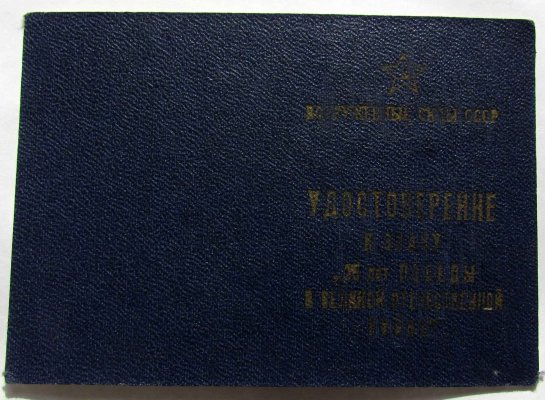 ВООРУЖЕННЫЕ СИЛЫ СССР
УДОСТОВЕРЕНИЕ
К ЗНАКУ
„25 лет ПОБЕДЫ
В ВЕЛИКОЙ ОТЕЧЕСТВЕННОЙ
ВОЙНЕ"